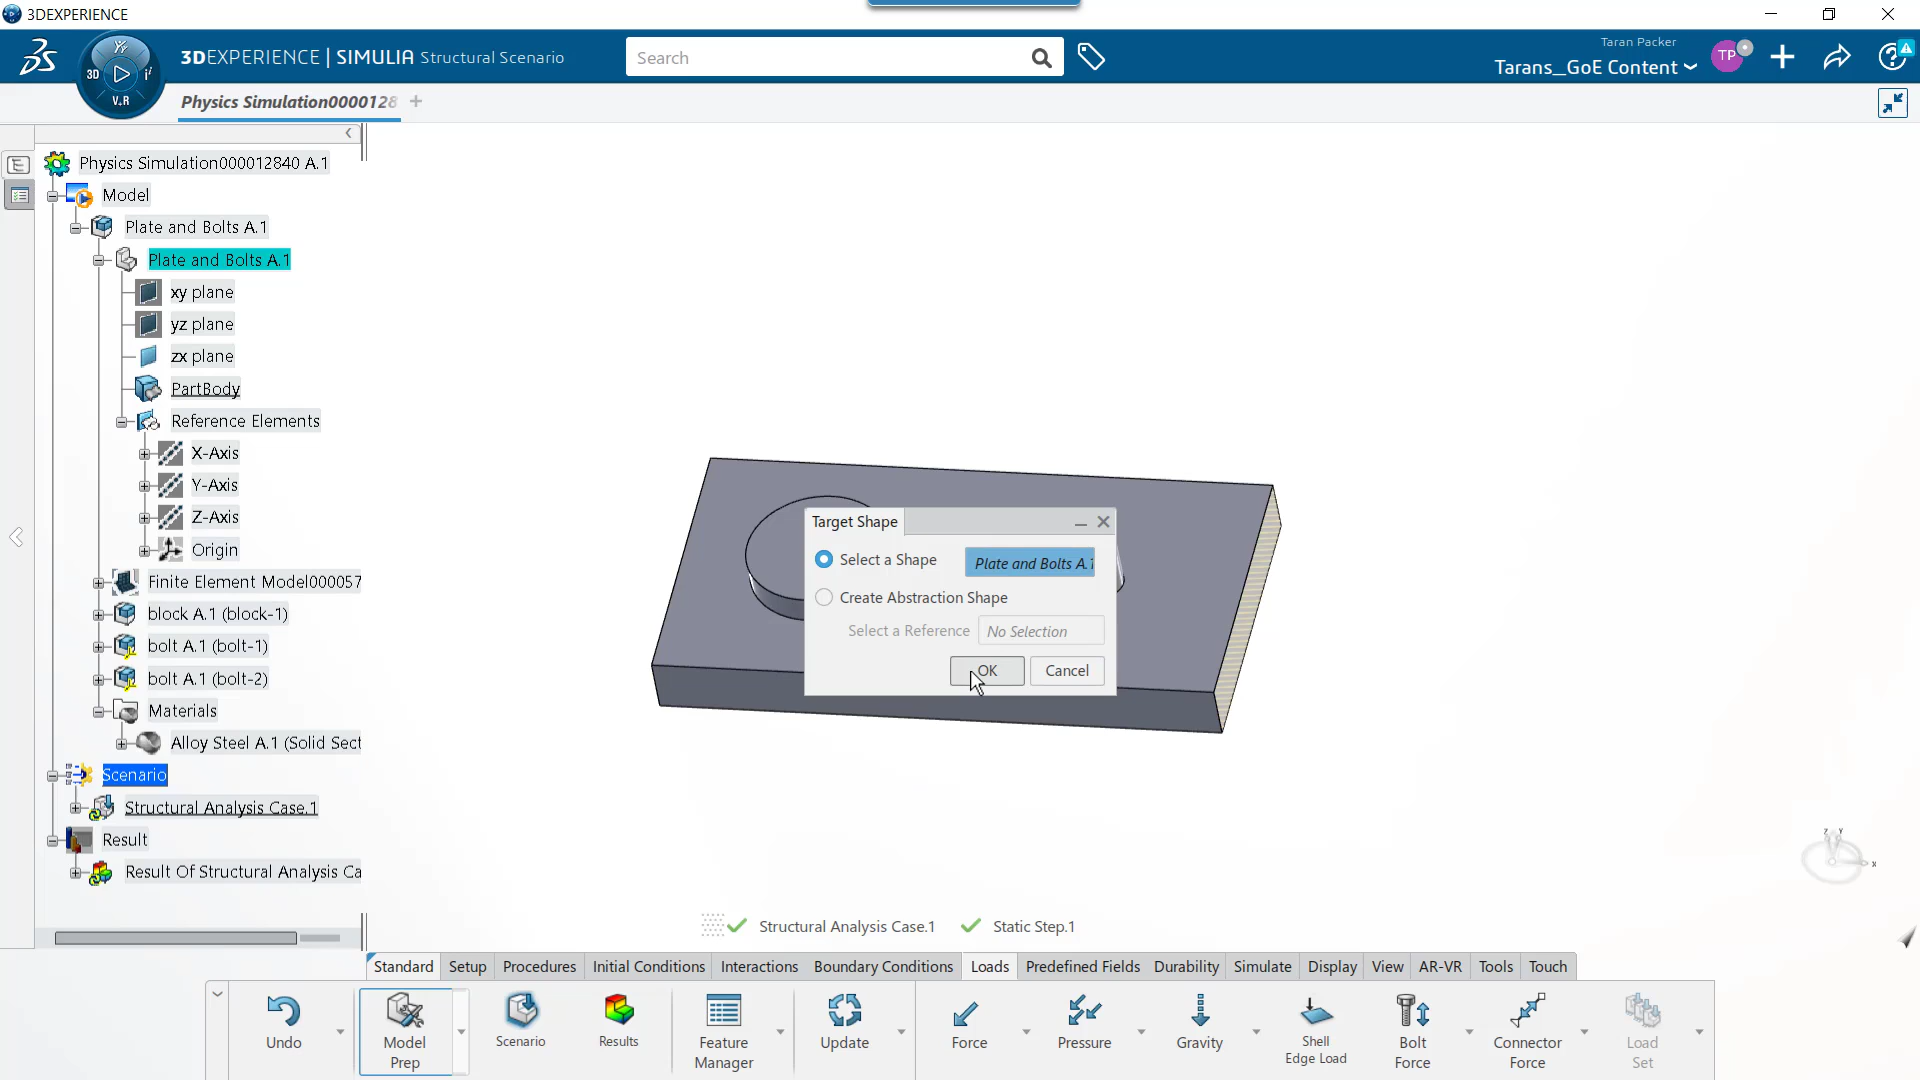 3DEXPERIENCE
3DEXPERIENCE | SIMULIA Structural Scenario
Search
Taran Packer
Tarans_GoE Content
TP
3D
V.R
Physics Simulation0000128
Physics Simulation000012840 A.1
Model
Plate and Bolts A.1
Plate and Bolts A.1
xy plane
yz plane
zx plane
PartBody
Reference Elements
X-Axis
Y-Axis
Z-Axis
Origin
Finite Element Model000057
block A.1 (block-1)
bolt A.1 (bolt-1)
bolt A.1 (bolt-2)
Materials
Alloy Steel A.1 (Solid Sect
Scenario
Structural Analysis Case.1
Result
Result Of Structural Analysis Ca
Target Shape
Select a Shape
Plate and Bolts A.1
Create Abstraction Shape
Select a Reference
No Selection
OK
Cancel
z y
x
Structural Analysis Case.1
Static Step.1
Standard
Setup
Procedures
Initial Conditions
Interactions
Boundary Conditions
Loads
Predefined Fields
Durability
Simulate
Display
View
AR-VR
Tools
Touch
Undo
Model
Prep
Scenario
Results
Feature
Manager
Update
Force
Pressure
Gravity
Shell
Edge Load
Bolt
Force
Connector
Force
Load
Set